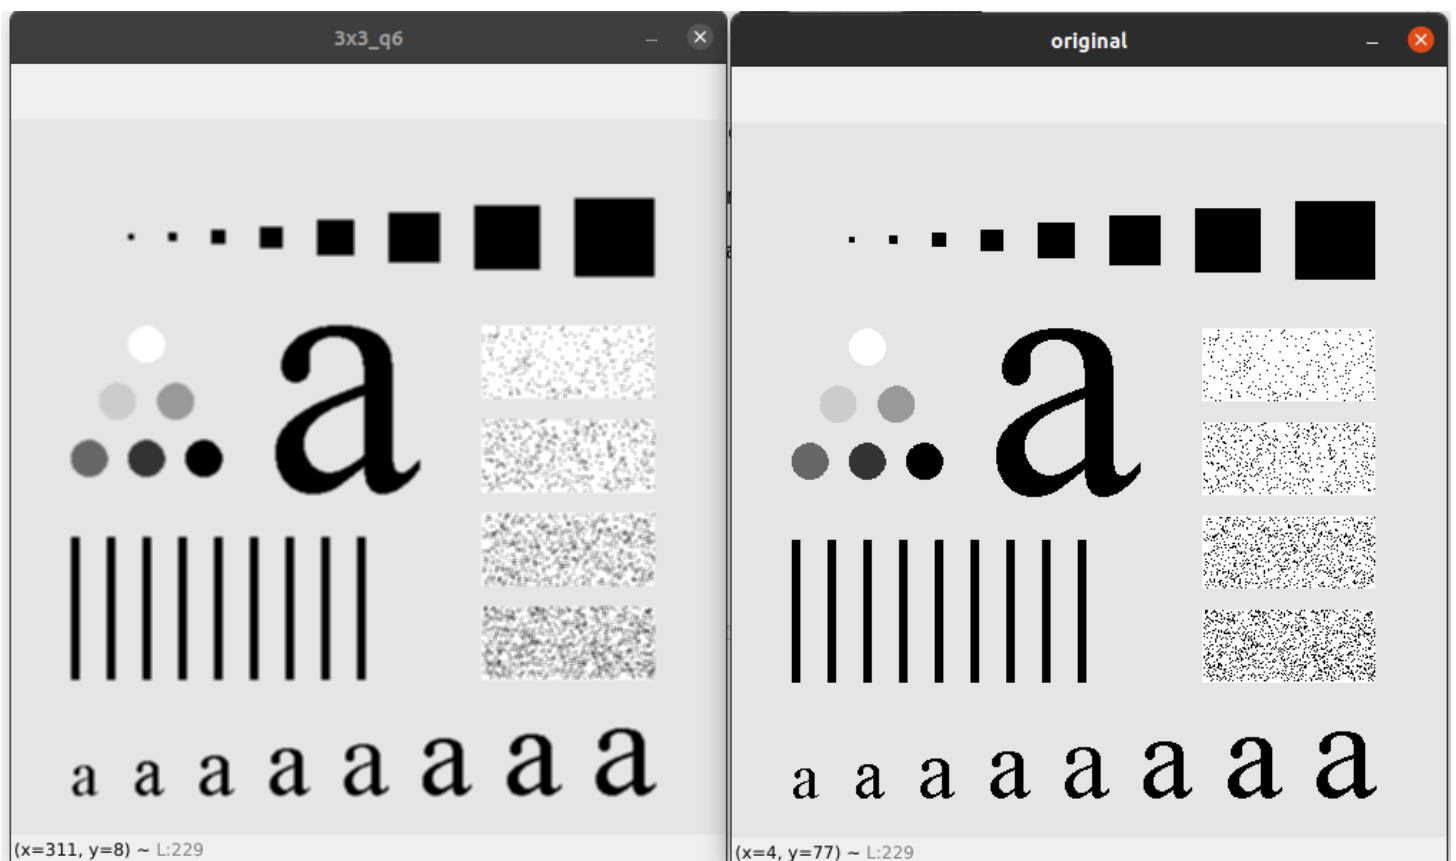 3x3_q6
a
a a a a a a a a
(x=311, y=8) ~ L:229
original
a
a a a a a a a a
(x=4, y=77) ~ L:229